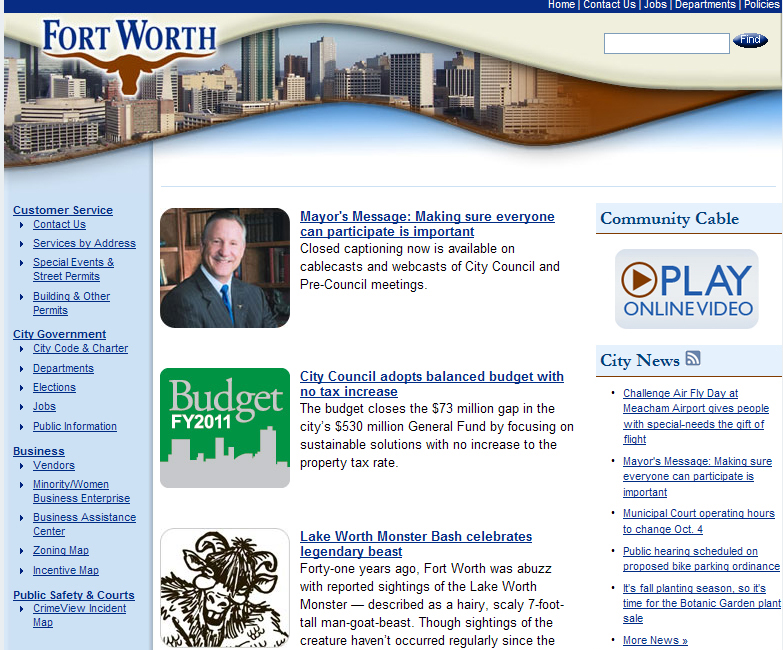 Home | Contact Us | Jobs | Departments | Policies
FORT WORTH
Find
Customer Service
Contact Us
Services by Address
Special Events &
Street Permits
Building & Other
Permits
City Government
City Code & Charter
Departments
Elections
Jobs
Public Information
Business
Vendors
Minority/Women
Business Enterprise
Business Assistance
Center
Zoning Map
Incentive Map
Public Safety & Courts
CrimeView Incident
Map
Mayor's Message: Making sure everyone
can participate is important
Closed captioning now is available on
cablecasts and webcasts of City Council and
Pre-Council meetings.
Budget
FY2011
City Council adopts balanced budget with
no tax increase
The budget closes the $73 million gap in the
city's $530 million General Fund by focusing on
sustainable solutions with no increase to the
property tax rate.
Lake Worth Monster Bash celebrates
legendary beast
Forty-one years ago, Fort Worth was abuzz
with reported sightings of the Lake Worth
Monster — described as a hairy, scaly 7-foot-
tall man-goat-beast. Though sightings of the
creature haven't occurred regularly since the
Community Cable
PLAY
ONLINE VIDEO
City News
• Challenge Air Fly Day at
Meacham Airport gives people
with special-needs the gift of
flight
• Mayor's Message: Making sure
everyone can participate is
important
• Municipal Court operating hours
to change Oct. 4
• Public hearing scheduled on
proposed bike parking ordinance
• It's fall planting season, so it's
time for the Botanic Garden plant
sale
• More News »